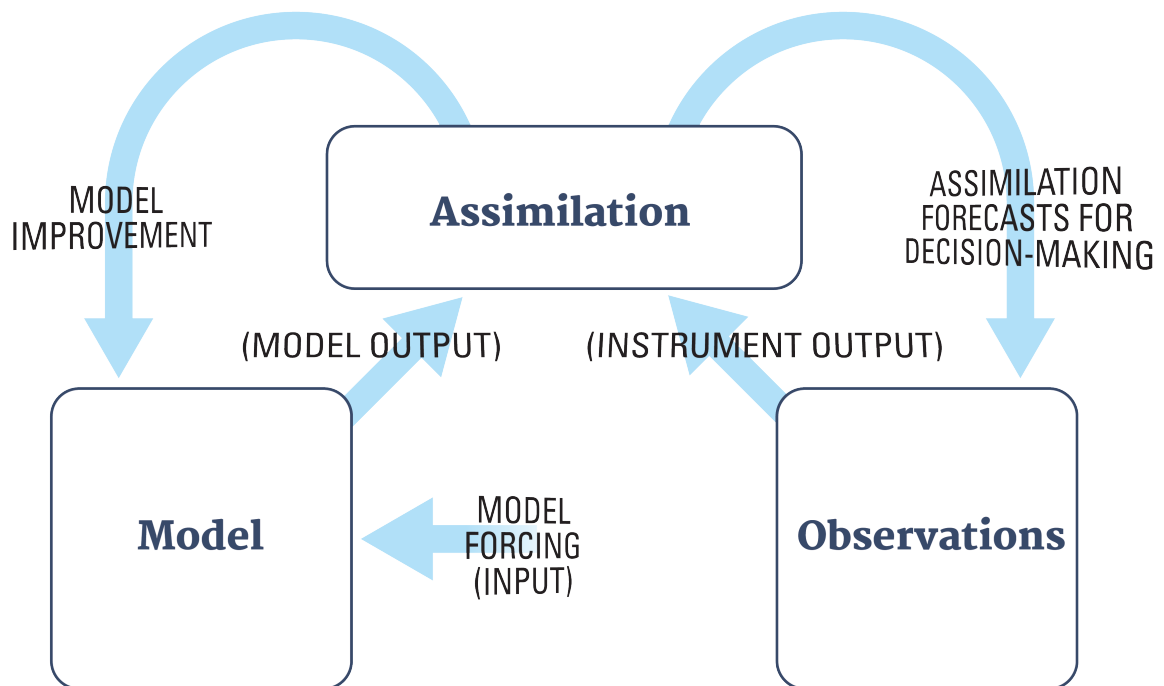 MODEL
IMPROVEMENT
Assimilation
ASSIMILATION
FORECASTS FOR
DECISION-MAKING
(MODEL OUTPUT)
(INSTRUMENT OUTPUT)
Model
MODEL
FORCING
(INPUT)
Observations